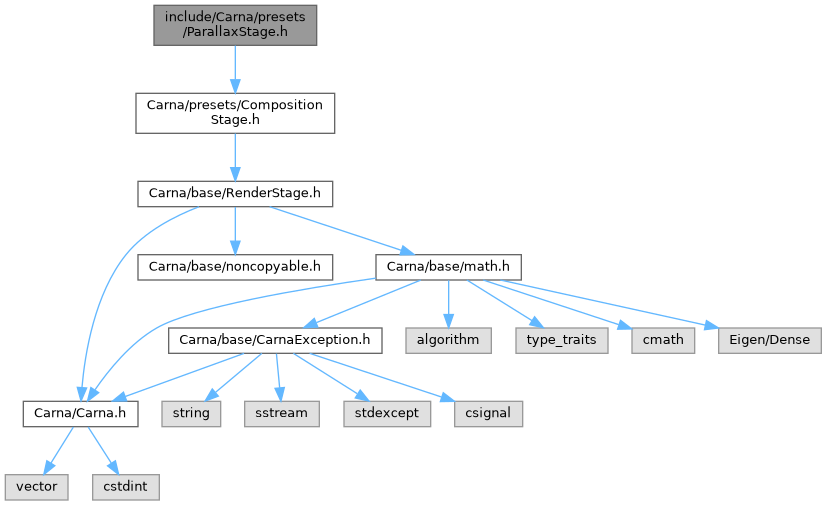 include/Carna/presets
/ParallaxStage.h
Carna/presets/Composition
Stage.h
Carna/base/RenderStage.h
Carna/base/noncopyable.h
Carna/base/math.h
Carna/base/CarnaException.h
algorithm
type_traits
cmath
Eigen/Dense
Carna/Carna.h
string
sstream
stdexcept
csignal
vector
cstdint